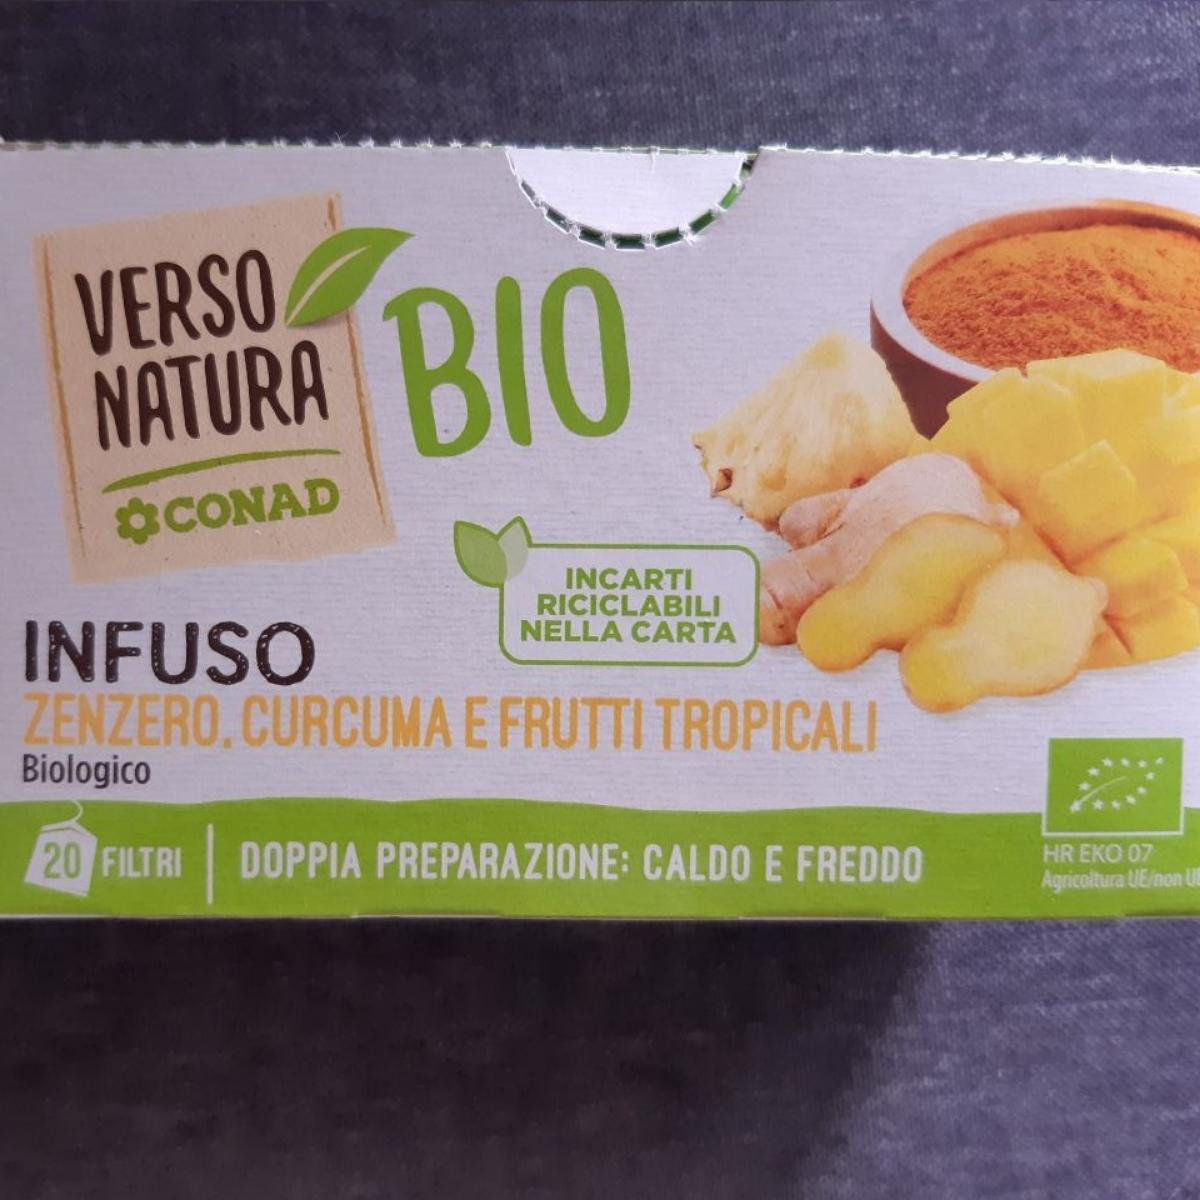 VERSO
NATURA
CONAD
BIO
INCARTI
RICICLABILI
NELLA CARTA
INFUSO
ZENZERO, CURCUMA E FRUTTI TROPICALI
Biologico
20 FILTRI
DOPPIA PREPARAZIONE: CALDO E FREDDO
HR EKO 07
Agricoltura UE/non